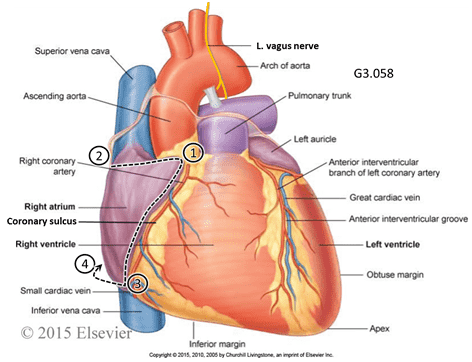 L. vagus nerve
Superior vena cava
Arch of aorta
G3.058
Ascending aorta
Pulmonary trunk
2
1
Left auricle
Right coronary
artery
Anterior interventricular
branch of left coronary artery
Right atrium
Great cardiac vein
Coronary sulcus
Anterior interventricular groove
Right ventricle
Left ventricle
4
Obtuse margin
3
Small cardiac vein
Inferior vena cava
Apex
© 2015 Elsevier
Inferior margin
Copyright © 2015, 2010, 2005 by Churchill Livingstone, an imprint of Elsevier Inc.